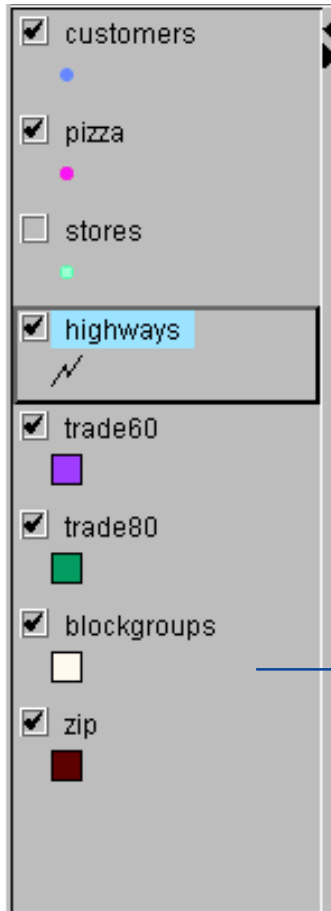 customers
pizza
stores
highways
trade60
trade80
blockgroups
zip